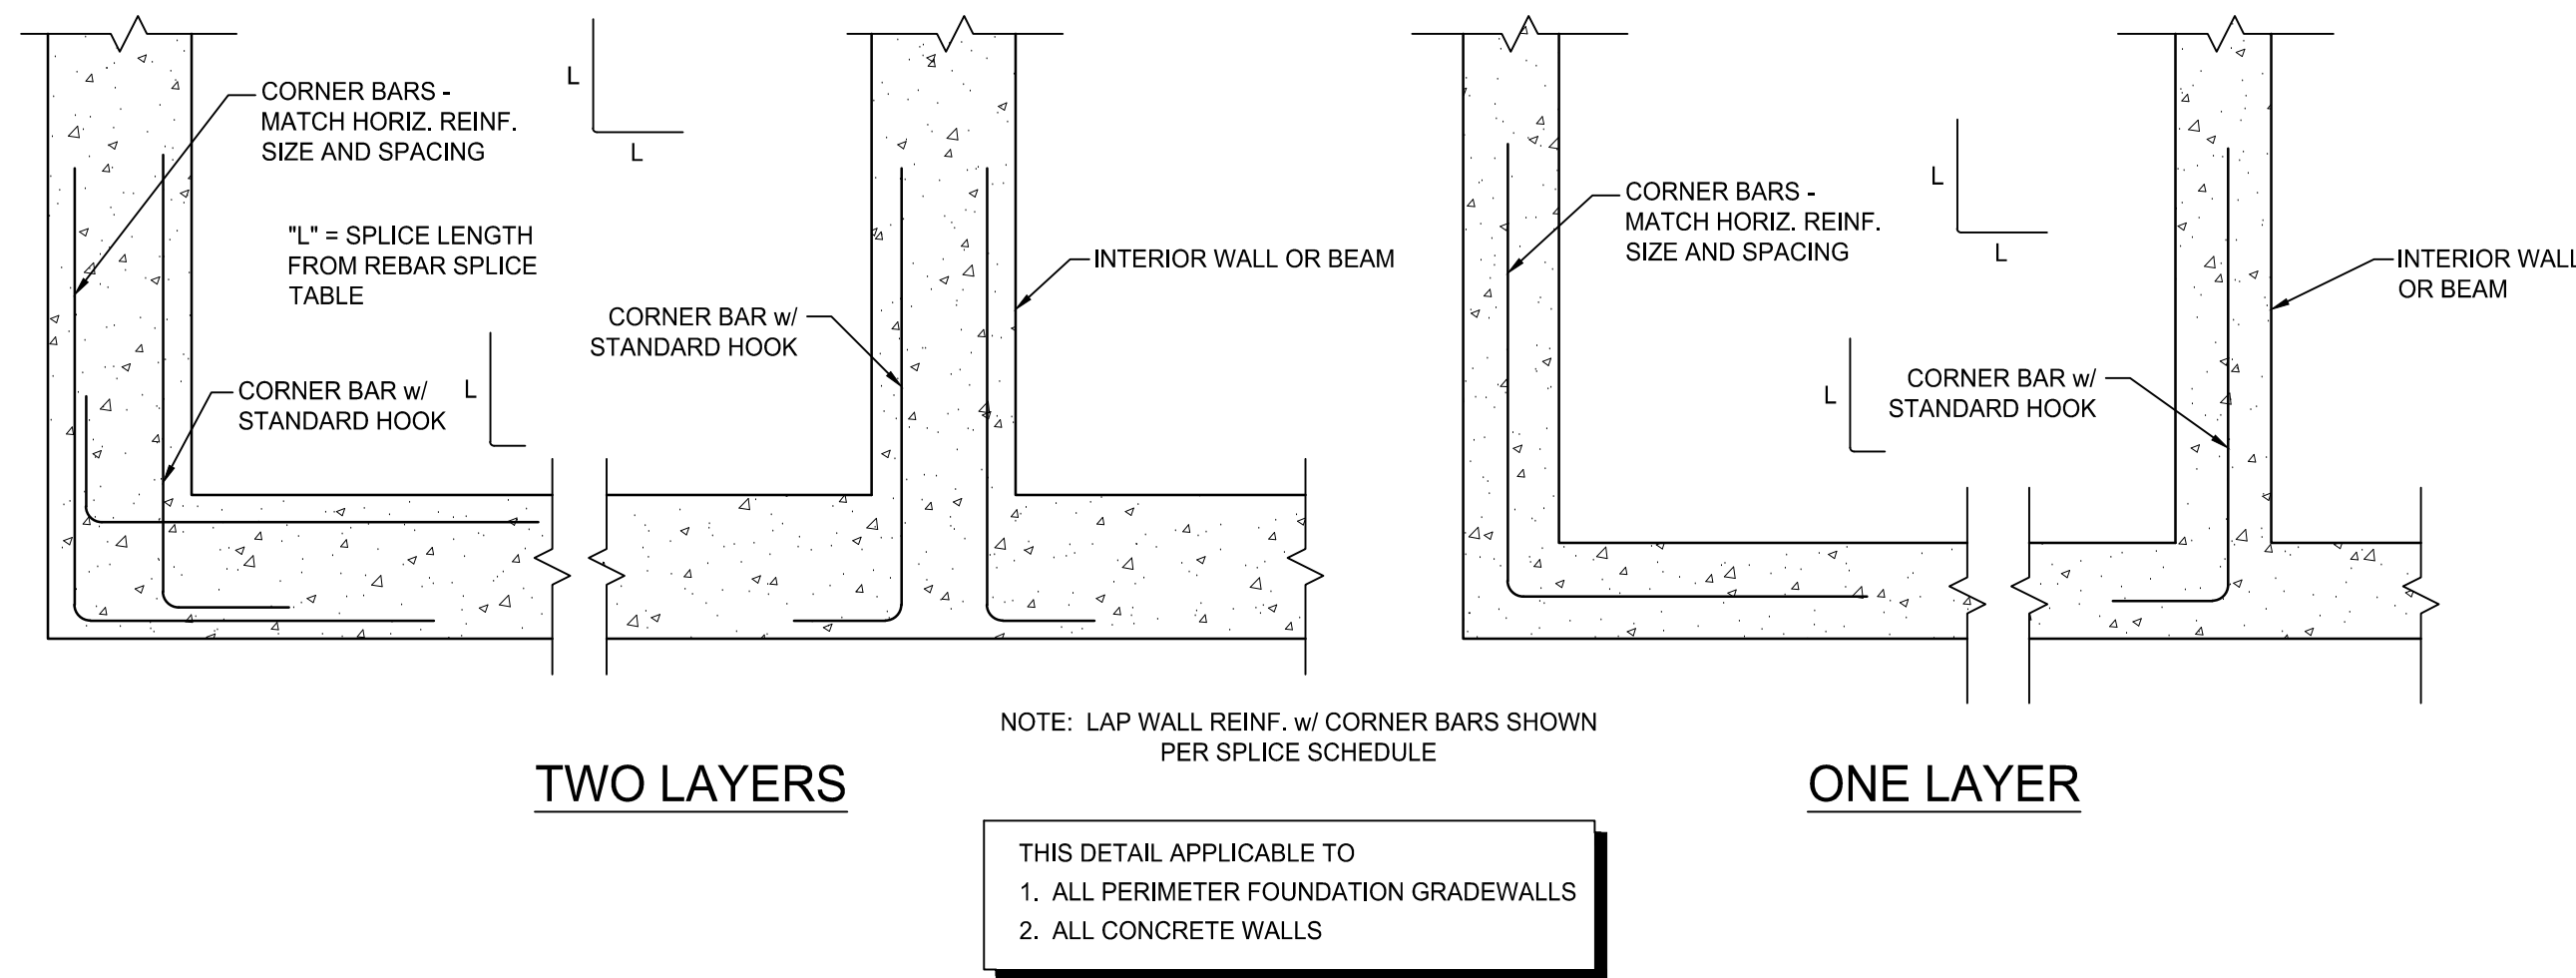 CORNER BARS -
MATCH HORIZ. REINF.
SIZE AND SPACING
L
L
"L" = SPLICE LENGTH
FROM REBAR SPLICE
TABLE
CORNER BAR w/
STANDARD HOOK
L
CORNER BAR w/
STANDARD HOOK
INTERIOR WALL OR BEAM
CORNER BARS -
MATCH HORIZ. REINF.
SIZE AND SPACING
L
L
L
CORNER BAR w/
STANDARD HOOK
INTERIOR WALL
OR BEAM
NOTE: LAP WALL REINF. w/ CORNER BARS SHOWN
PER SPLICE SCHEDULE
TWO LAYERS
ONE LAYER
THIS DETAIL APPLICABLE TO
1. ALL PERIMETER FOUNDATION GRADEWALLS
2. ALL CONCRETE WALLS